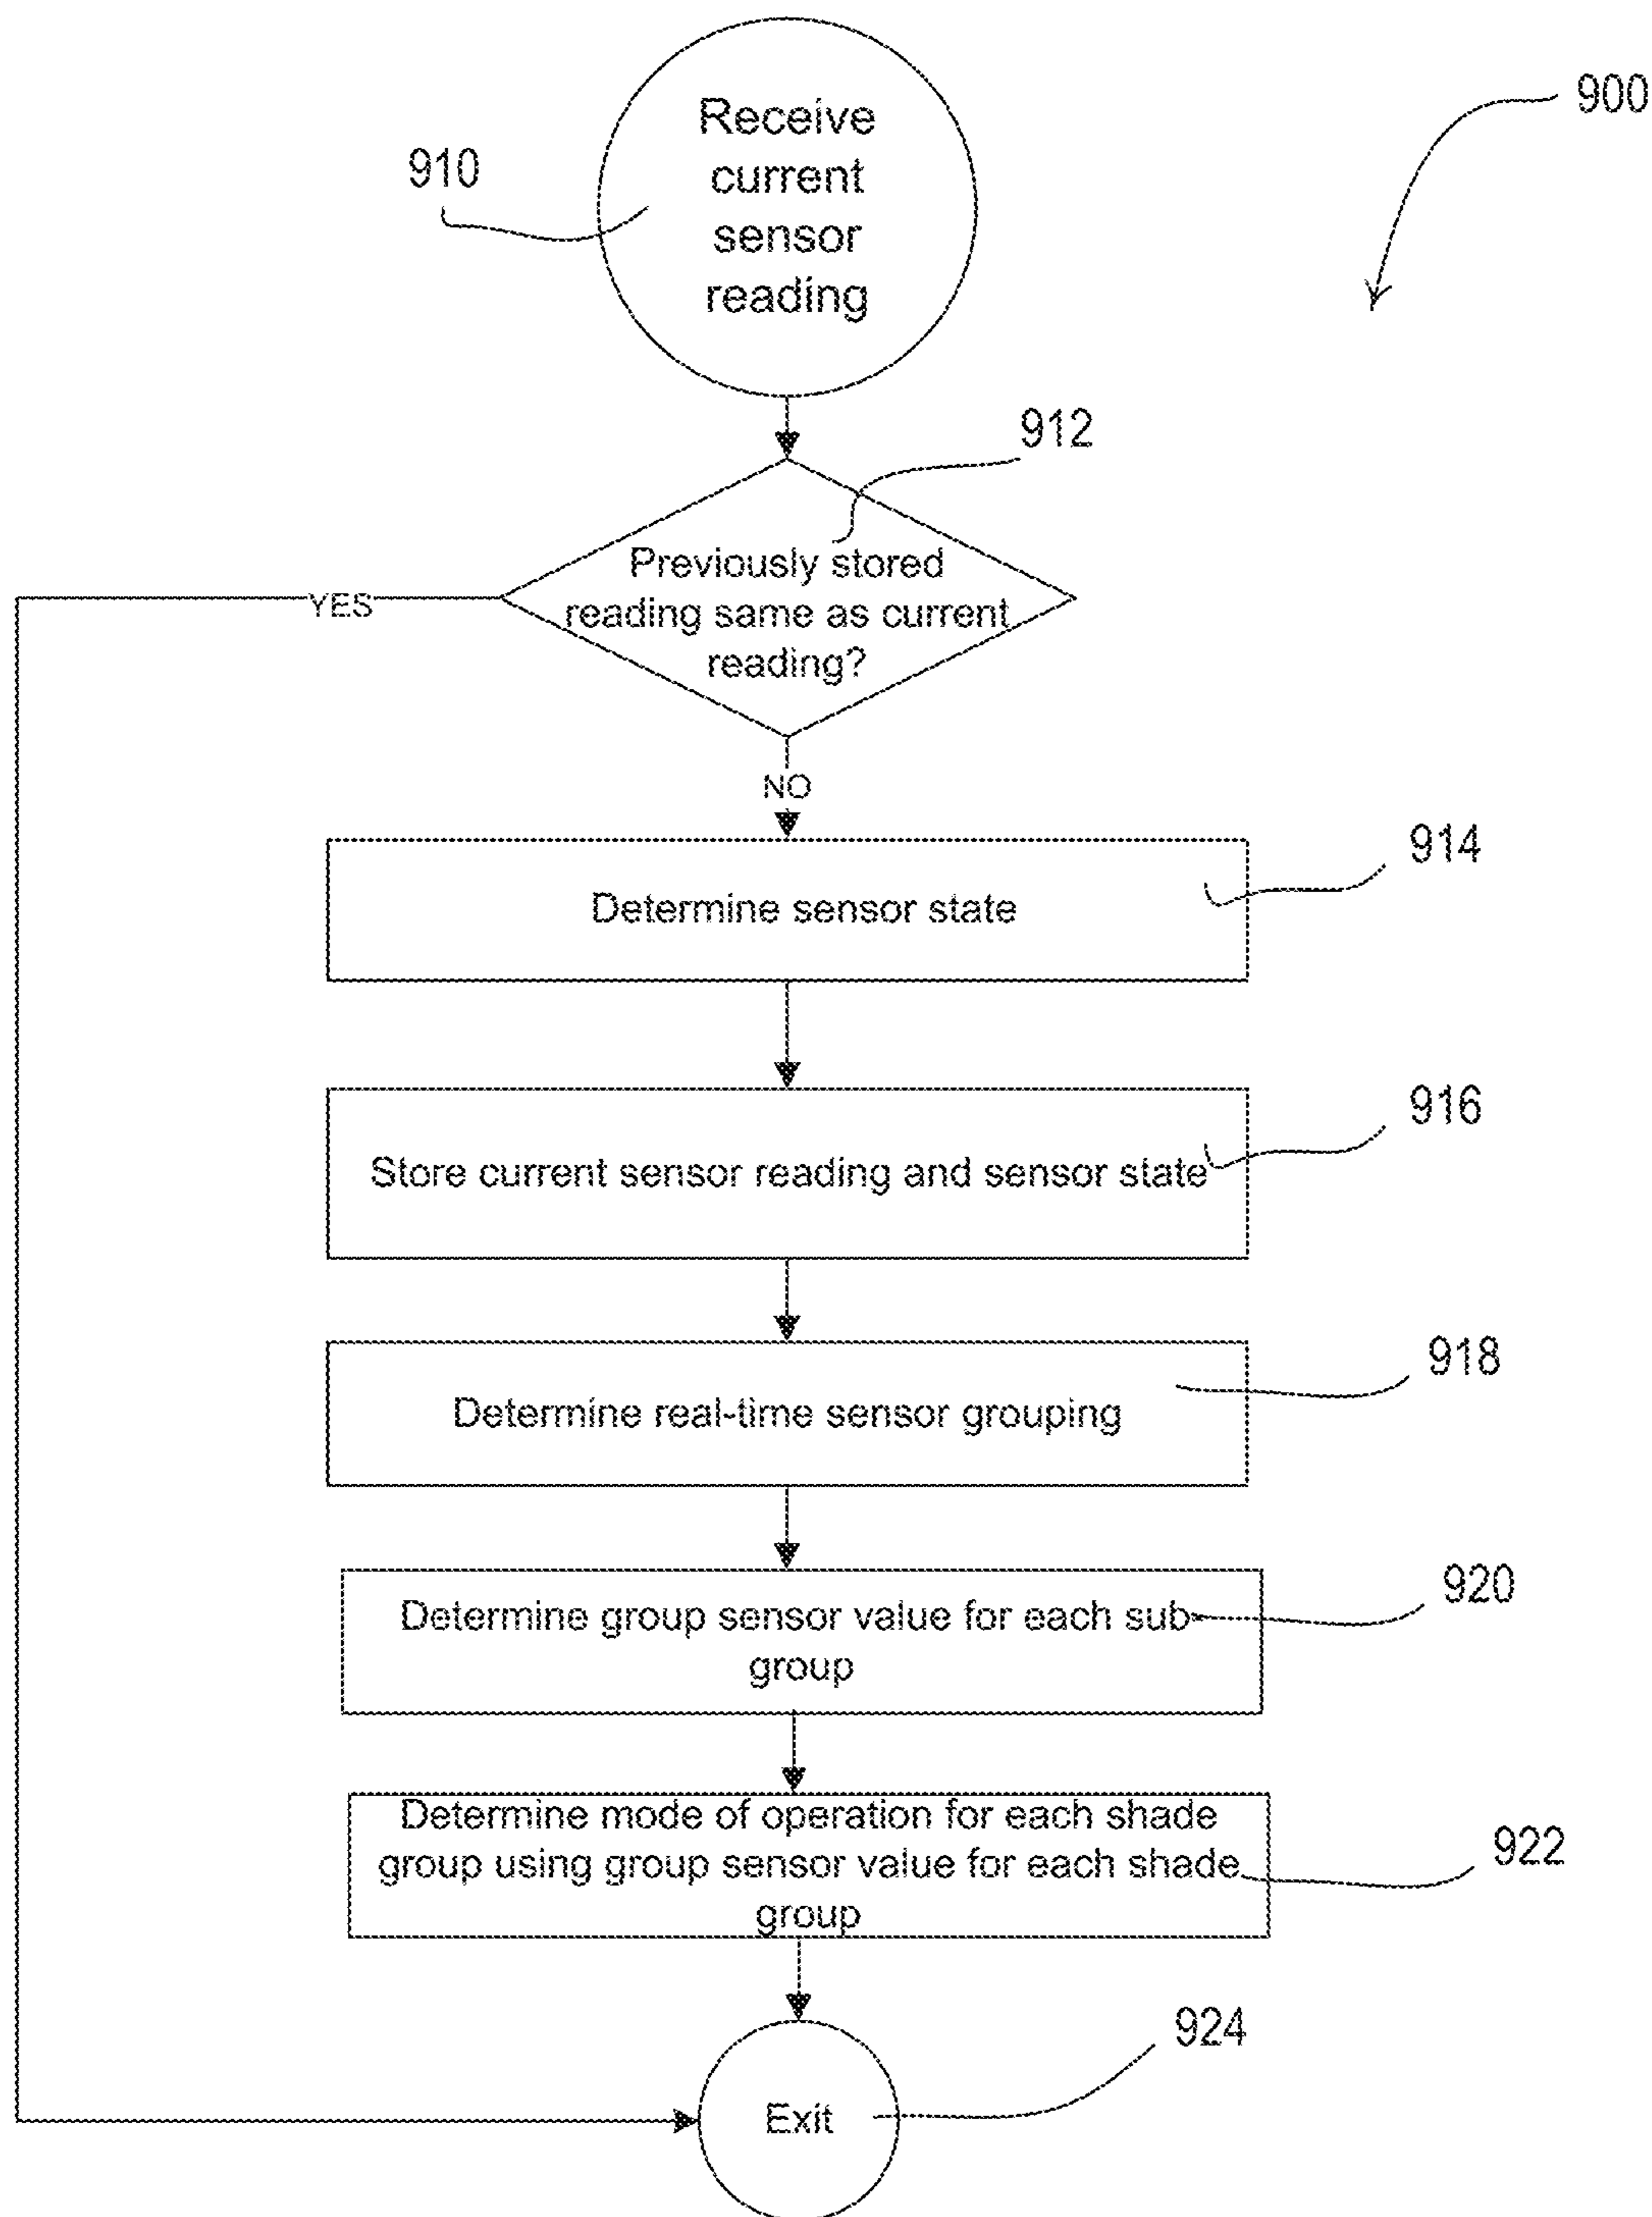 900
Receive
current
sensor
reading
910
912
Previously stored
reading same as current
reading?
YES
NO
914
Determine sensor state
916
Store current sensor reading and sensor state
918
Determine real-time sensor grouping
920
Determine group sensor value for each sub-
group
922
Determine mode of operation for each shade
group using group sensor value for each shade
group
924
Exit